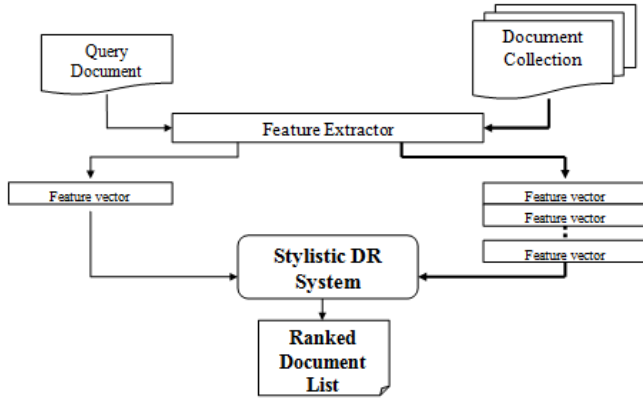 Query
Document
Document
Collection
Feature Extractor
Feature vector
Feature vector
Feature vector
Feature vector
Stylistic DR
System
Ranked
Document
List